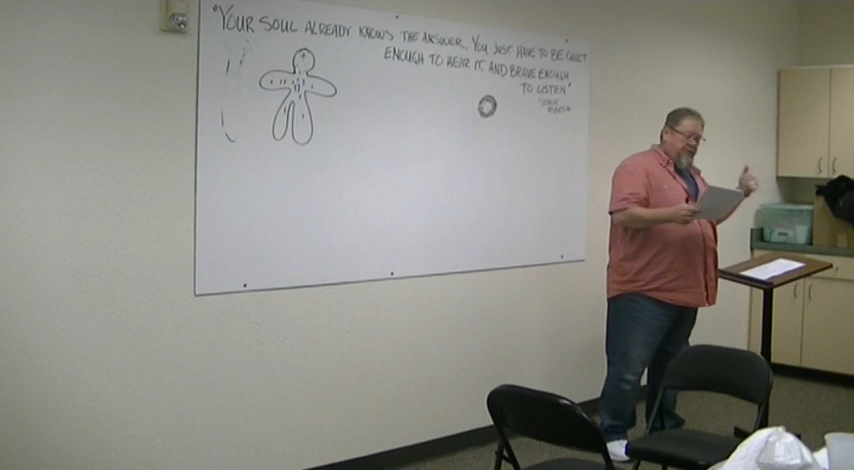 "YOUR SOUL ALREADY KNOWS THE ANSWER. YOU JUST HAVE TO BE QUIET
ENOUGH TO HEAR IT, AND BRAVE ENOUGH
TO LISTEN"